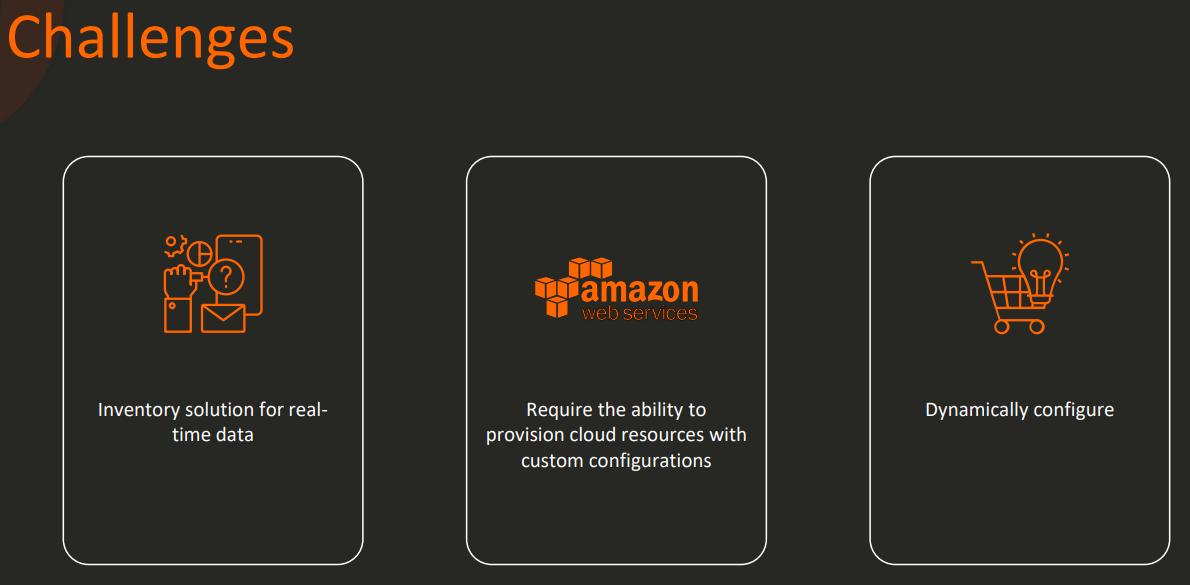 Challenges
Inventory solution for real-
time data
amazon
web services
Require the ability to
provision cloud resources with
custom configurations
Dynamically configure
?